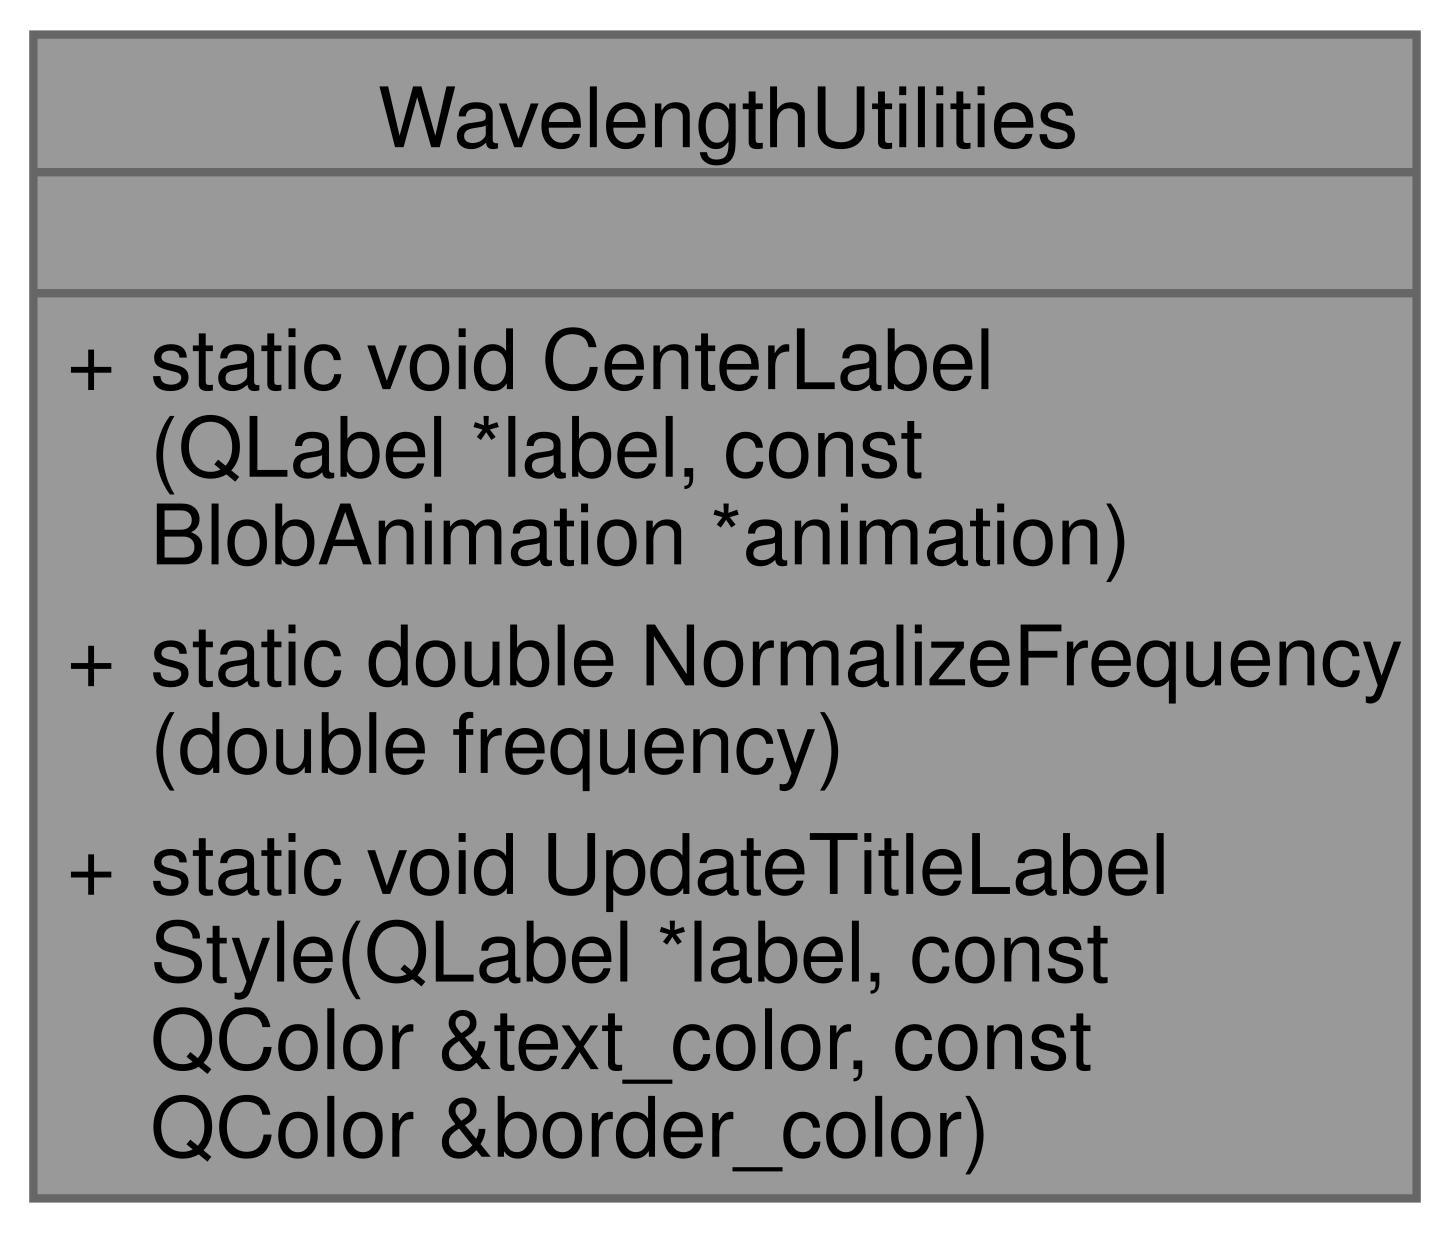 WavelengthUtilities
+ static void CenterLabel
(QLabel *label, const
BlobAnimation *animation)
+ static double NormalizeFrequency
(double frequency)
+ static void UpdateTitleLabel
Style(QLabel *label, const
QColor &text_color, const
QColor &border_color)